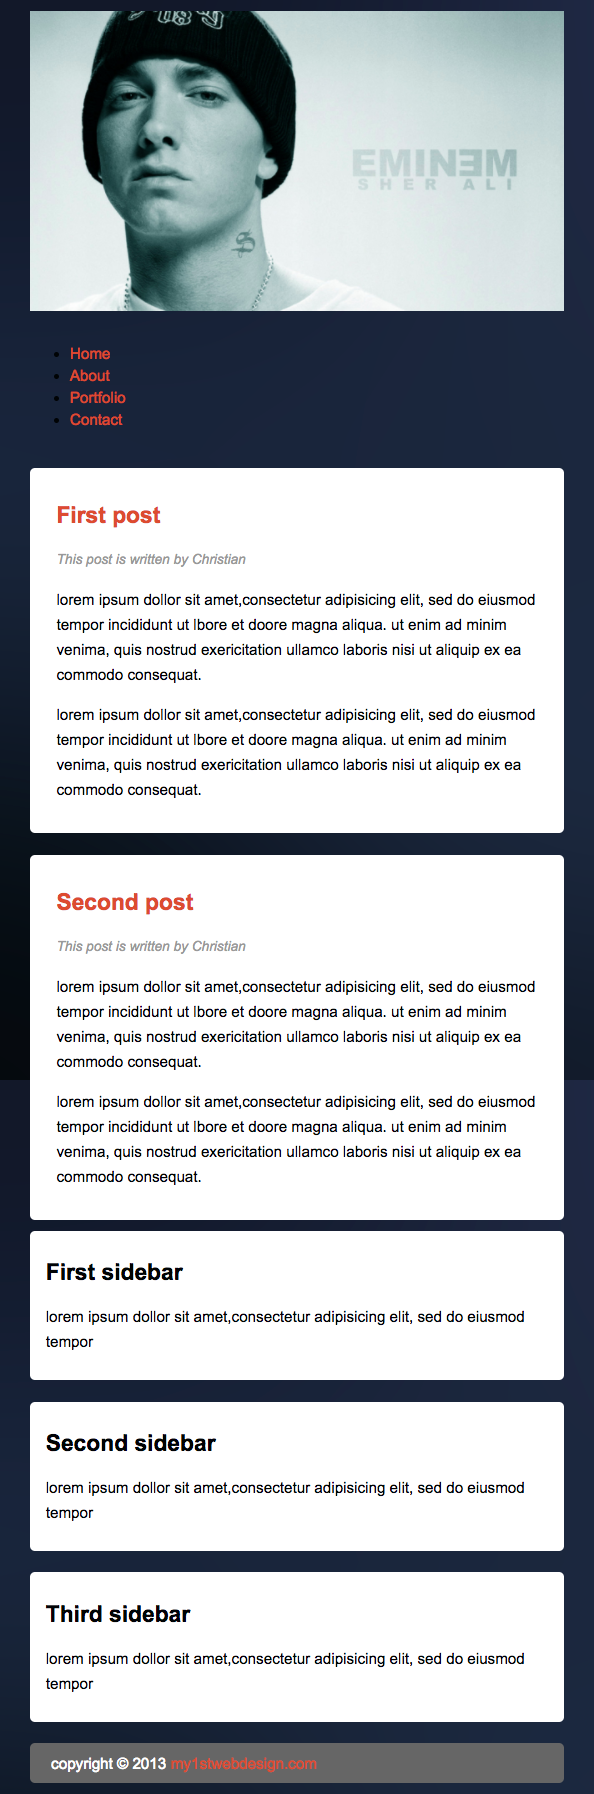 EMINEM
SHER ALI
Home
About
Portfolio
Contact
First post
This post is written by Christian
lorem ipsum dollor sit amet,consectetur adipisicing elit, sed do eiusmod
tempor incididunt ut lbore et doore magna aliqua. ut enim ad minim
venima, quis nostrud exericitation ullamco laboris nisi ut aliquip ex ea
commodo consequat.
lorem ipsum dollor sit amet,consectetur adipisicing elit, sed do eiusmod
tempor incididunt ut lbore et doore magna aliqua. ut enim ad minim
venima, quis nostrud exericitation ullamco laboris nisi ut aliquip ex ea
commodo consequat.
Second post
This post is written by Christian
lorem ipsum dollor sit amet,consectetur adipisicing elit, sed do eiusmod
tempor incididunt ut lbore et doore magna aliqua. ut enim ad minim
venima, quis nostrud exericitation ullamco laboris nisi ut aliquip ex ea
commodo consequat.
lorem ipsum dollor sit amet,consectetur adipisicing elit, sed do eiusmod
tempor incididunt ut lbore et doore magna aliqua. ut enim ad minim
venima, quis nostrud exericitation ullamco laboris nisi ut aliquip ex ea
commodo consequat.
First sidebar
lorem ipsum dollor sit amet,consectetur adipisicing elit, sed do eiusmod
tempor
Second sidebar
lorem ipsum dollor sit amet,consectetur adipisicing elit, sed do eiusmod
tempor
Third sidebar
lorem ipsum dollor sit amet,consectetur adipisicing elit, sed do eiusmod
tempor
copyright © 2013 my1stwebdesign.com